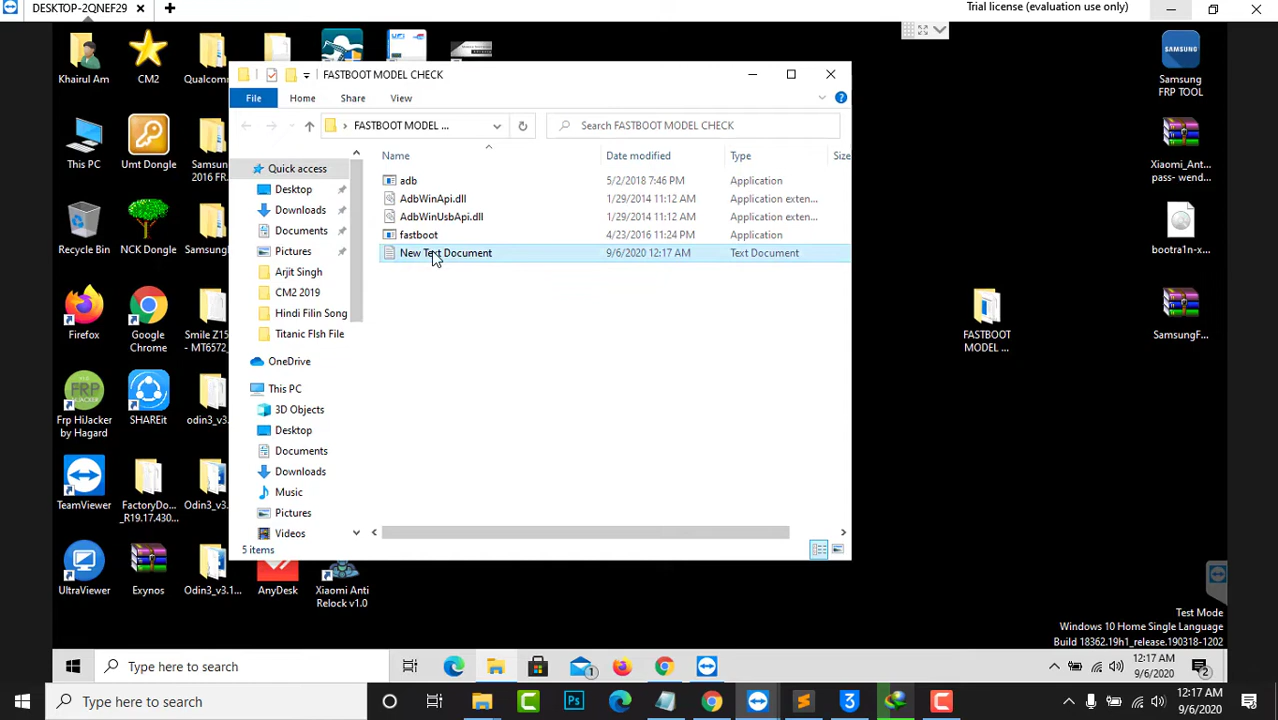 DESKTOP-2QNEF29
Trial license (evaluation use only)
Khairul Am
CM2
Qualcomm
FASTBOOT MODEL CHECK
File
Home
Share
View
FASTBOOT MODEL ...
Search FASTBOOT MODEL CHECK
Name
Date modified
Type
Size
Quick access
Desktop
Downloads
Documents
Pictures
Arjit Singh
CM2 2019
Hindi Filin Song
Titanic FIsh File
OneDrive
This PC
3D Objects
Desktop
Documents
Downloads
Music
Pictures
Videos
adb
5/2/2018 7:46 PM
Application
AdbWinApi.dll
1/29/2014 11:12 AM
Application exten...
AdbWinUsbApi.dll
1/29/2014 11:12 AM
Application exten...
fastboot
4/23/2016 11:24 PM
Application
New Text Document
9/6/2020 12:17 AM
Text Document
5 items
This PC
Umt Dongle
Samsung
2016 FR...
Recycle Bin
NCK Dongle
Samsung
Firefox
Google
Chrome
Smile Z15
- MT6572_
Frp HiJacker
by Hagard
SHAREit
odin3_v3.
TeamViewer
FactoryDo...
_R19.17.430...
Odin3_v3.
UltraViewer
Exynos
Odin3_v3.1...
AnyDesk
Xiaomi Anti
Relock v1.0
Samsung
FRP TOOL
Xiaomi_Ant...
pass- wend...
bootra1n-x...
FASTBOOT
MODEL ...
SamsungF...
Test Mode
Windows 10 Home Single Language
Build 18362.19h1_release.190318-1202
Type here to search
1
12:17 AM
9/6/2020
2
Type here to search
Ps
3
12:17 AM
9/6/2020